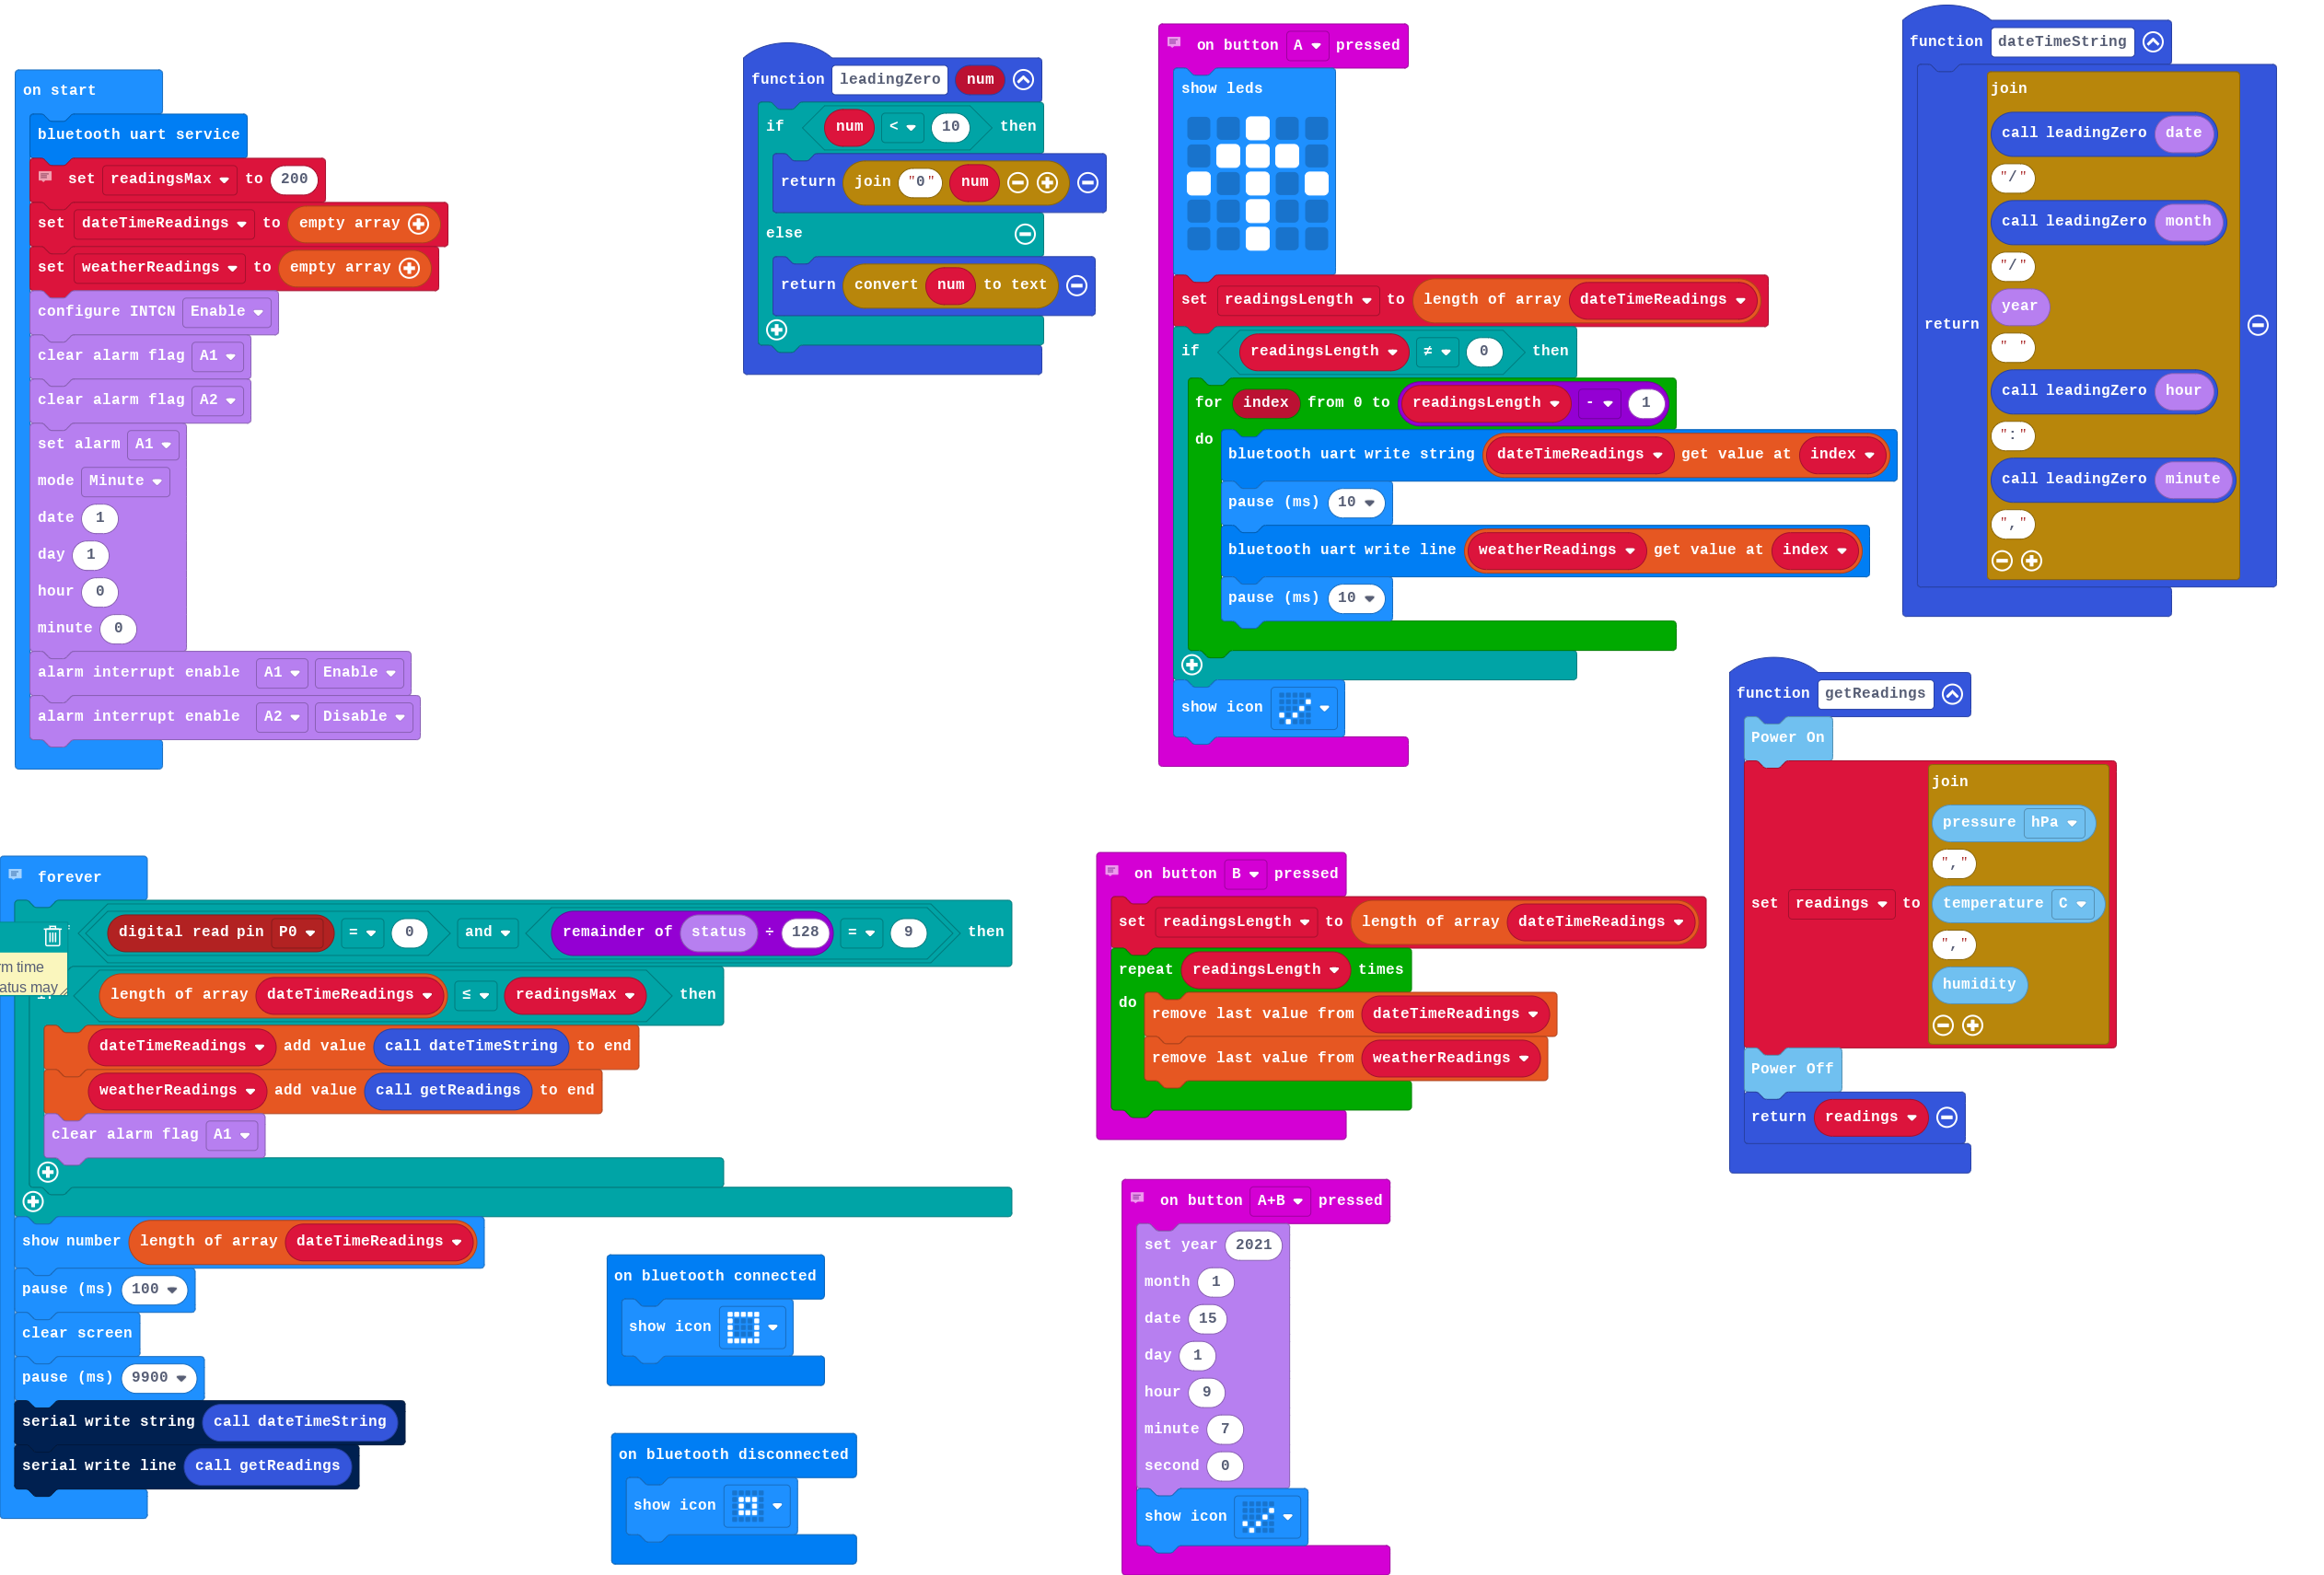 on start
bluetooth uart service
set readingsMax to 200
set dateTimeReadings to empty array
set weatherReadings to empty array
configure INTCN Enable
clear alarm flag A1
clear alarm flag A2
set alarm A1
mode Minute
date 1
day 1
hour 0
minute 0
alarm interrupt enable A1 Enable
alarm interrupt enable A2 Disable
function leadingZero num
if num < 10 then
return join "0" num
else
return convert num to text
on button A pressed
show leds
set readingsLength to length of array dateTimeReadings
if readingsLength ≠ 0 then
for index from 0 to readingsLength - 1
do
bluetooth uart write string dateTimeReadings get value at index
pause (ms) 10
bluetooth uart write line weatherReadings get value at index
pause (ms) 10
show icon
function dateTimeString
return join
call leadingZero date
"/"
call leadingZero month
"/"
year
" "
call leadingZero hour
":"
call leadingZero minute
","
function getReadings
Power On
set readings to join
pressure hPa
","
temperature C
","
humidity
Power Off
return readings
forever
digital read pin P0 = 0 and remainder of status ÷ 128 = 9 then
rm time
atus may
length of array dateTimeReadings ≤ readingsMax then
dateTimeReadings add value call dateTimeString to end
weatherReadings add value call getReadings to end
clear alarm flag A1
show number length of array dateTimeReadings
pause (ms) 100
clear screen
pause (ms) 9900
serial write string call dateTimeString
serial write line call getReadings
on bluetooth connected
show icon
on bluetooth disconnected
show icon
on button B pressed
set readingsLength to length of array dateTimeReadings
repeat readingsLength times
do
remove last value from dateTimeReadings
remove last value from weatherReadings
on button A+B pressed
set year 2021
month 1
date 15
day 1
hour 9
minute 7
second 0
show icon